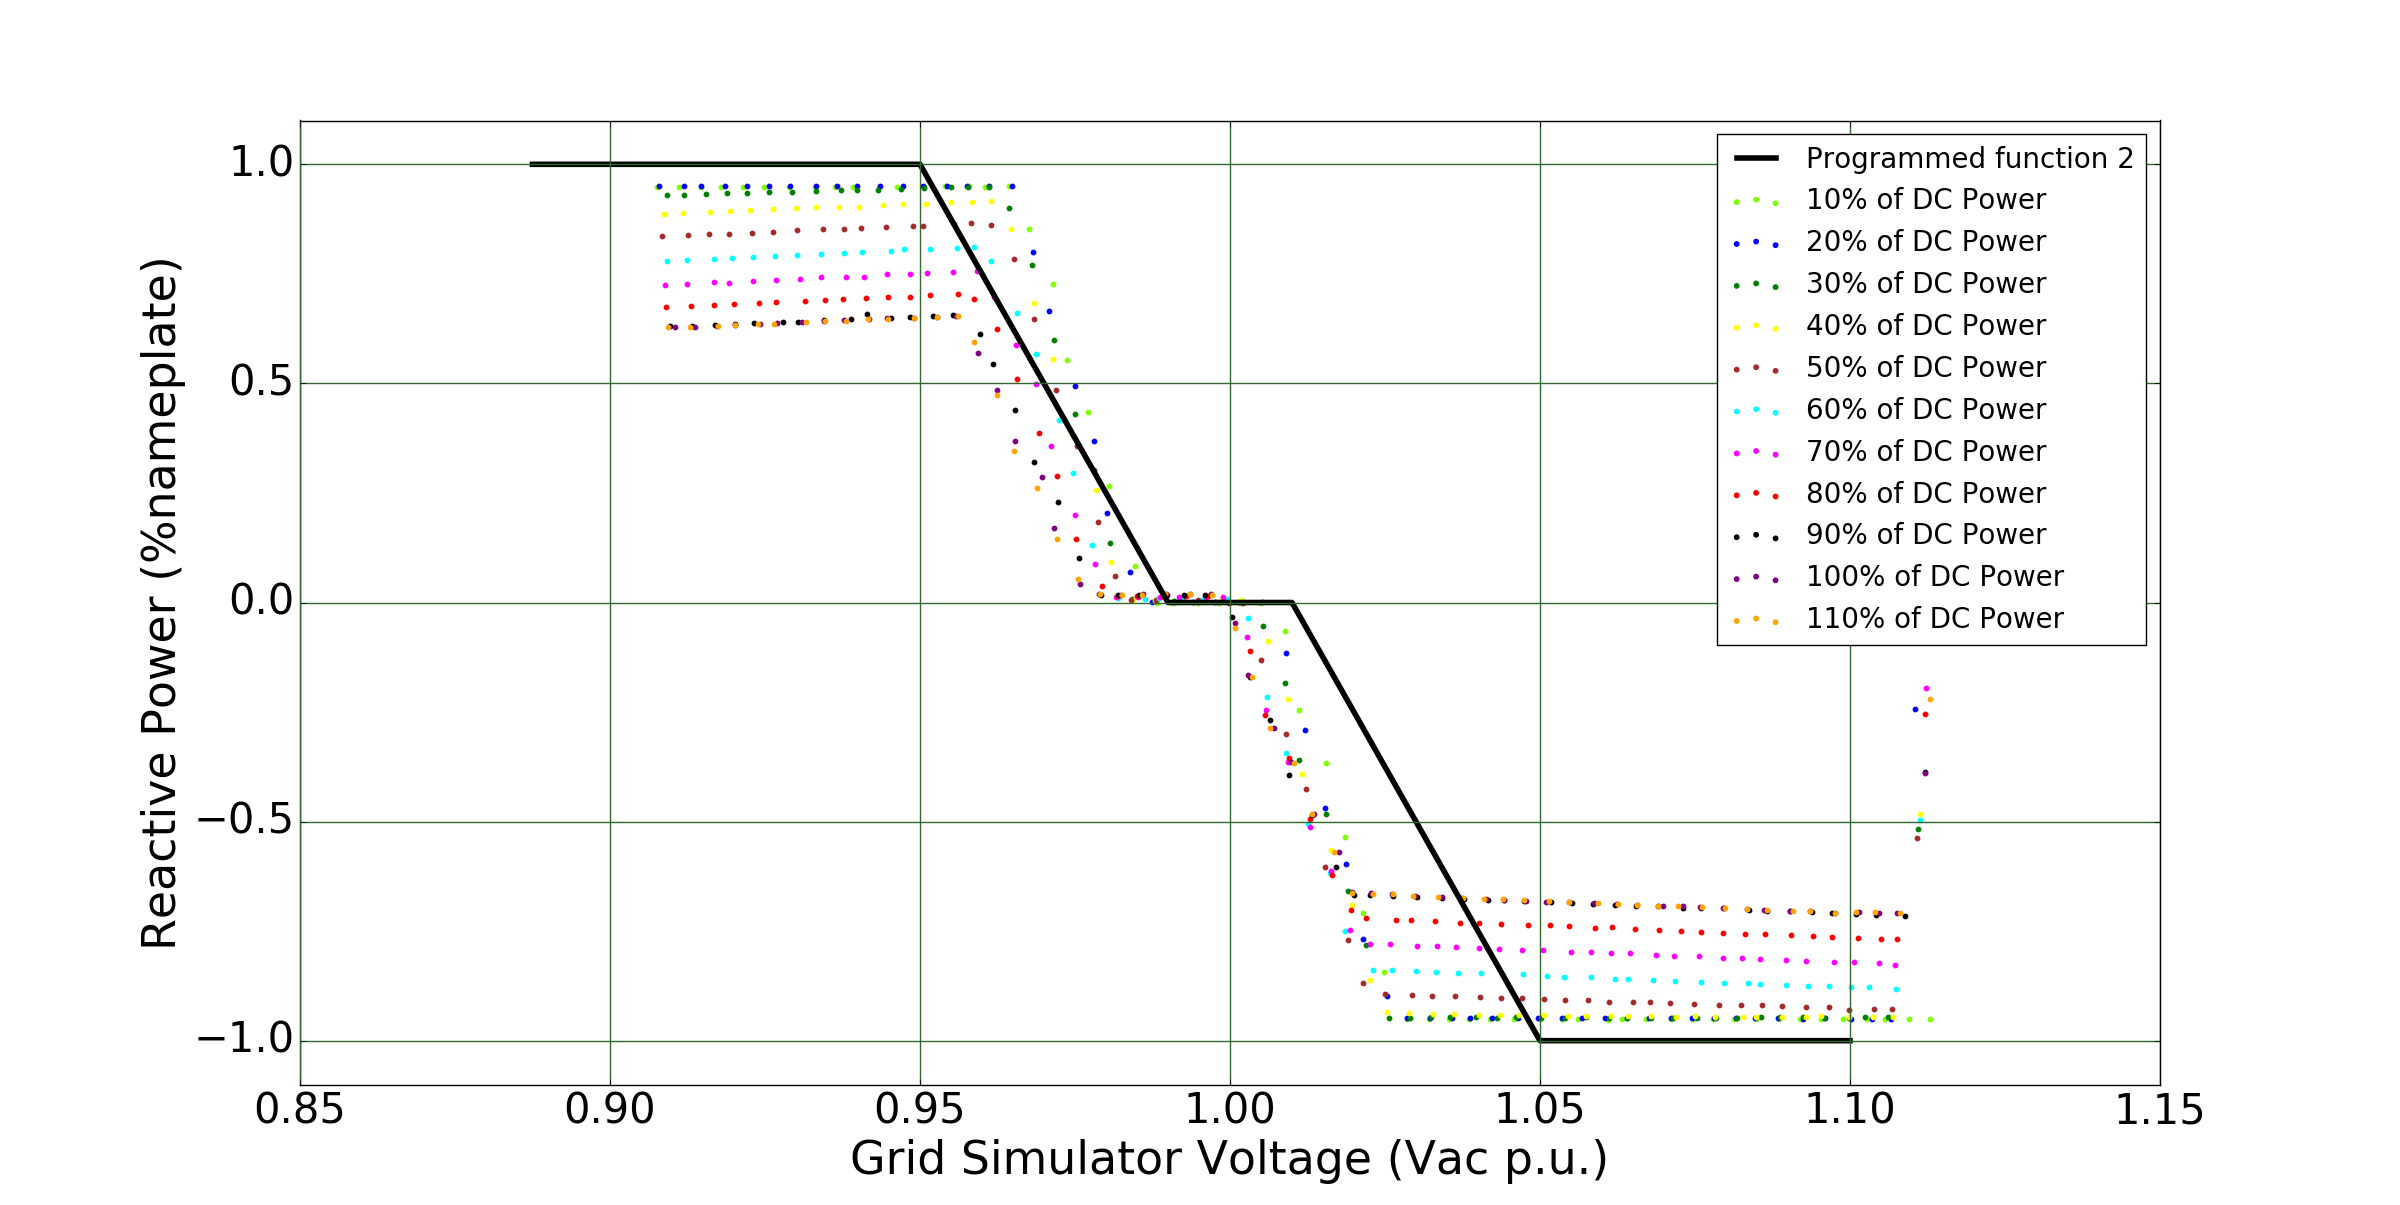 Reactive Power (%nameplate)
1.0
0.5
0.0
−0.5
−1.0
0.85
0.90
0.95
1.00
1.05
1.10
1.15
Grid Simulator Voltage (Vac p.u.)
Programmed function 2
10% of DC Power
20% of DC Power
30% of DC Power
40% of DC Power
50% of DC Power
60% of DC Power
70% of DC Power
80% of DC Power
90% of DC Power
100% of DC Power
110% of DC Power